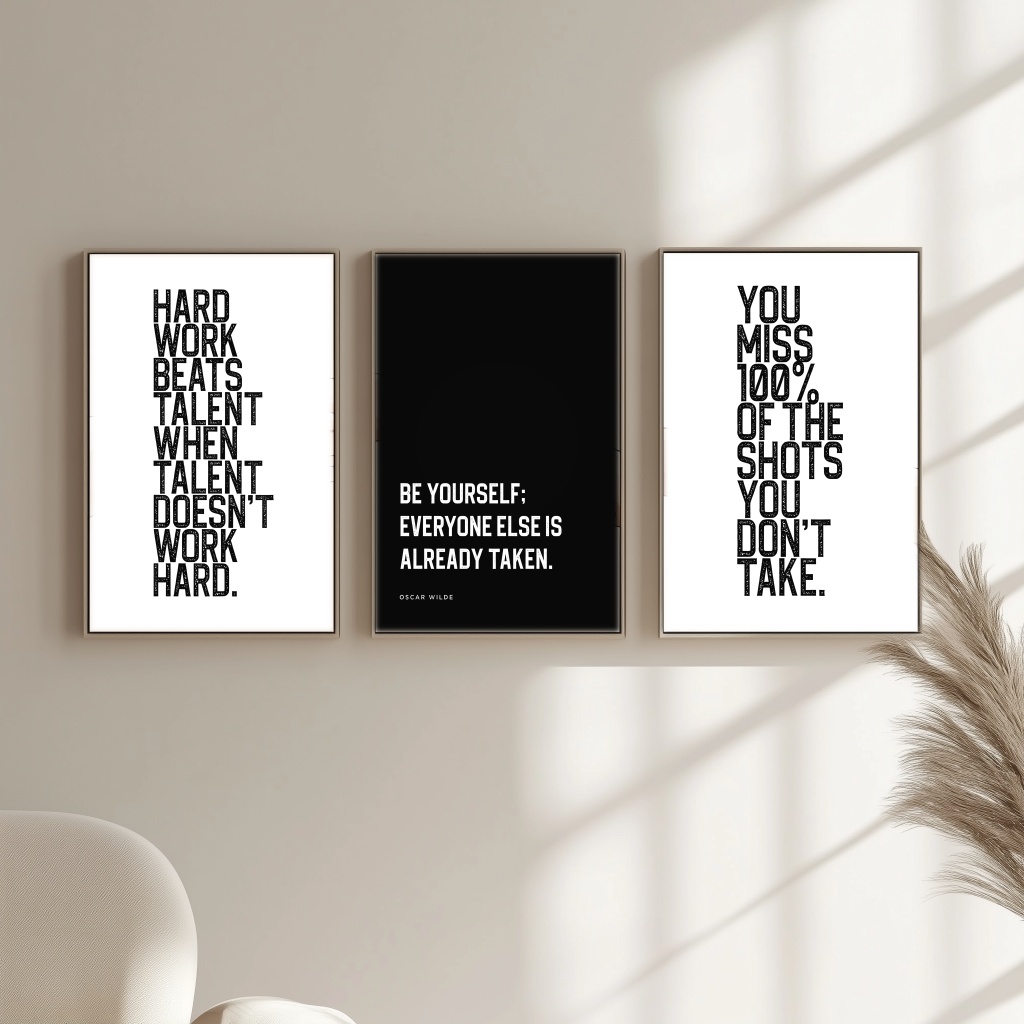 HARD
WORK
BEATS
TALENT
WHEN
TALENT
DOESN'T
WORK
HARD.
BE YOURSELF;
EVERYONE ELSE IS
ALREADY TAKEN.
OSCAR WILDE
YOU
MISS
100%
OF THE
SHOTS
YOU
DON'T
TAKE.